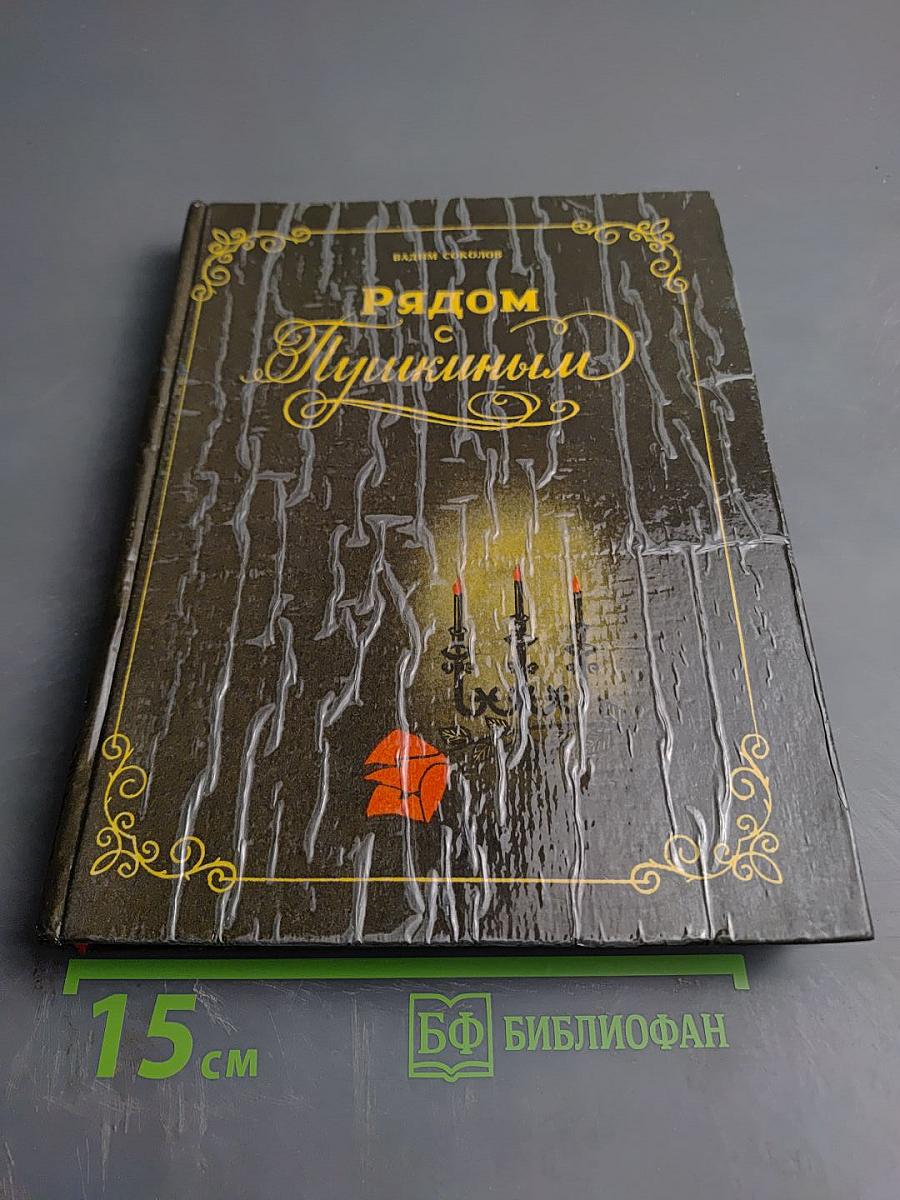 ВАДИМ СОКОЛОВ
Рядом
с
Пушкиным
15 см
БФ БИБЛИОФАН